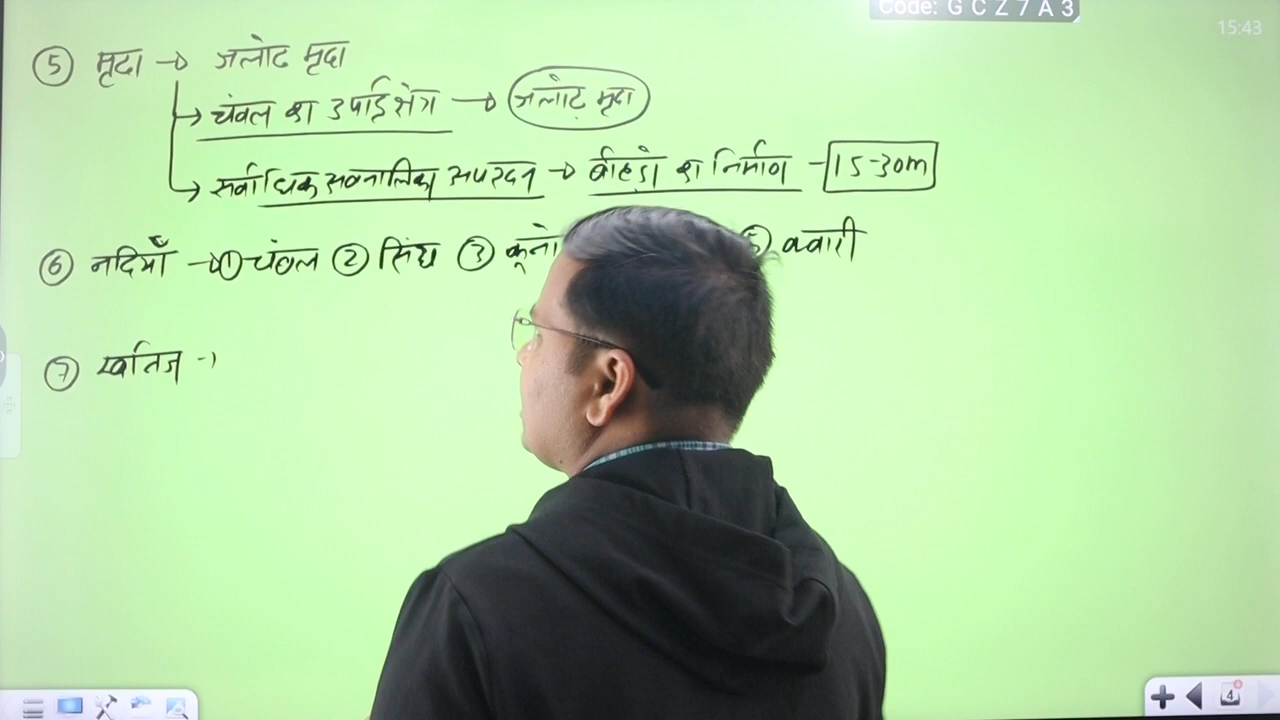 Code: G C Z 7 A 3
15:43
⑤ मृदा → जलोढ मृदा
→ चंबल का उपार्द्र क्षेत्र → जलोढ़ मृदा
→ सर्वाधिक अवनालिका अपरदन → बीहड़ो का निर्माण - 15-30m
⑥ नदियाँ → ① चंबल ② सिंध ③ कूनो ⑤ क्वारी
⑦ खनिज →
4